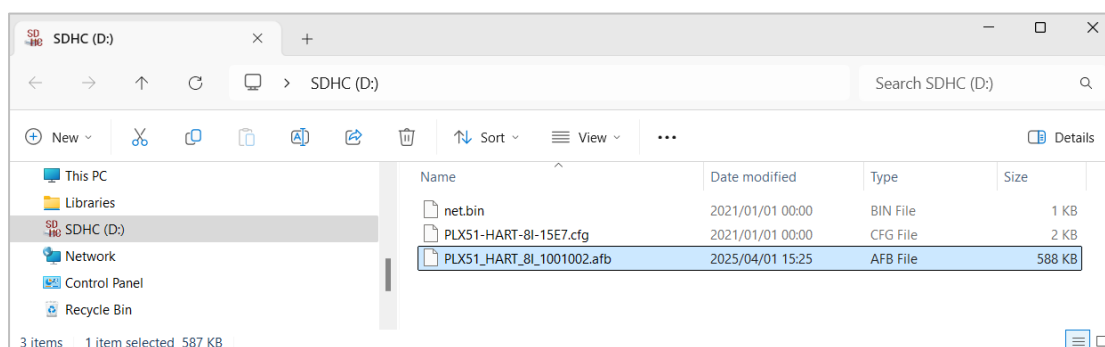 SDHC (D:)
SDHC (D:)
Search SDHC (D:)
New
Sort
View
Details
This PC
Libraries
SDHC (D:)
Network
Control Panel
Recycle Bin
Name Date modified Type Size
net.bin 2021/01/01 00:00 BIN File 1 KB
PLX51-HART-8I-15E7.cfg 2021/01/01 00:00 CFG File 2 KB
PLX51_HART_8I_1001002.afb 2025/04/01 15:25 AFB File 588 KB
3 items 1 item selected 587 KB